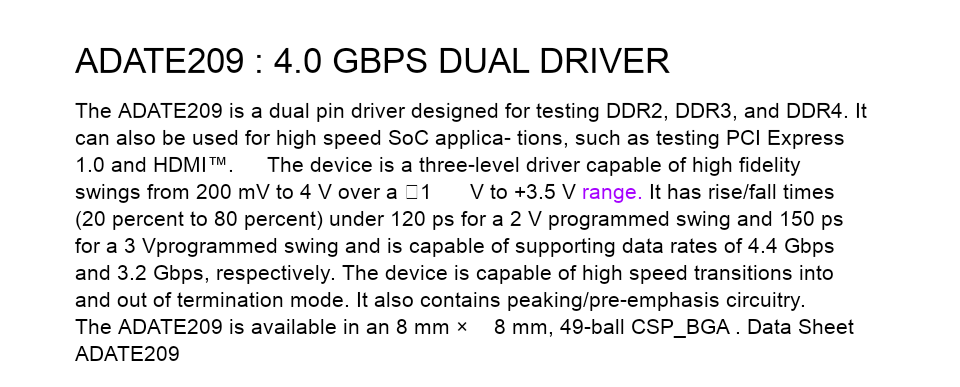 ADATE209 : 4.0 GBPS DUAL DRIVER
The ADATE209 is a dual pin driver designed for testing DDR2, DDR3, and DDR4. It
can also be used for high speed SoC applica- tions, such as testing PCI Express
1.0 and HDMI™. The device is a three-level driver capable of high fidelity
swings from 200 mV to 4 V over a □1 V to +3.5 V range. It has rise/fall times
(20 percent to 80 percent) under 120 ps for a 2 V programmed swing and 150 ps
for a 3 Vprogrammed swing and is capable of supporting data rates of 4.4 Gbps
and 3.2 Gbps, respectively. The device is capable of high speed transitions into
and out of termination mode. It also contains peaking/pre-emphasis circuitry.
The ADATE209 is available in an 8 mm × 8 mm, 49-ball CSP_BGA . Data Sheet
ADATE209